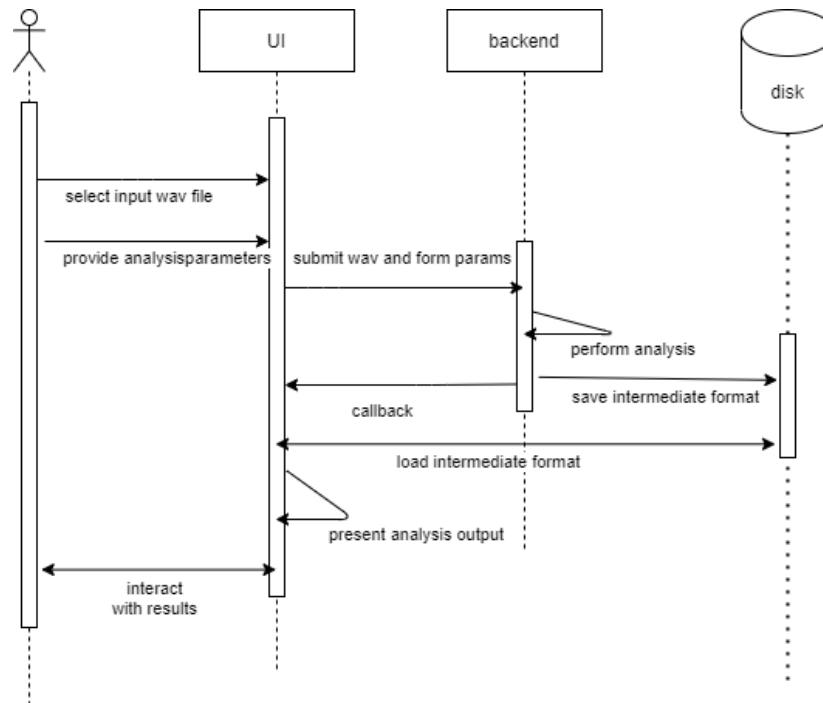 UI
backend
disk
select input wav file
provide analysisparameters
submit wav and form params
perform analysis
save intermediate format
callback
load intermediate format
present analysis output
interact
with results